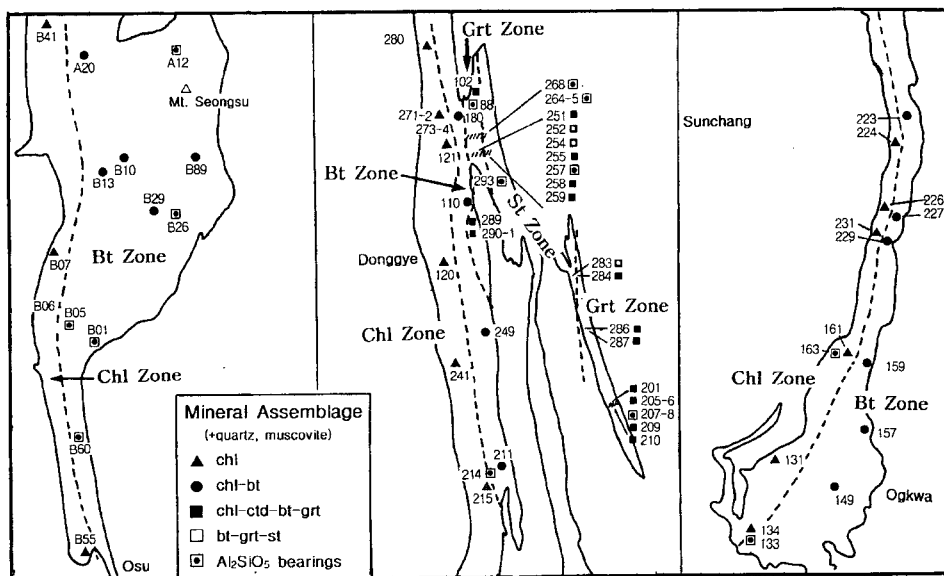 B41
A20
A12
Mt. Seongsu
B10
B13
B89
B29
B26
Bt Zone
B07
B06
B05
B01
Chl Zone
B60
B55
Osu
Mineral Assemblage
(+quartz, muscovite)
chl
chl-bt
chl-ctd-bt-grt
bt-grt-st
Al₂SiO₅ bearings
Grt Zone
280
102
88
180
271-2
273-4
121
Bt Zone
110
293
St Zone
289
290-1
Donggye
120
268
264-5
251
252
254
255
257
258
259
283
284
Grt Zone
286
287
249
Chl Zone
241
201
205-6
207-8
209
210
211
214
215
Sunchang
223
224
226
227
231
229
161
163
159
Chl Zone
Bt Zone
157
131
149
Ogkwa
134
133